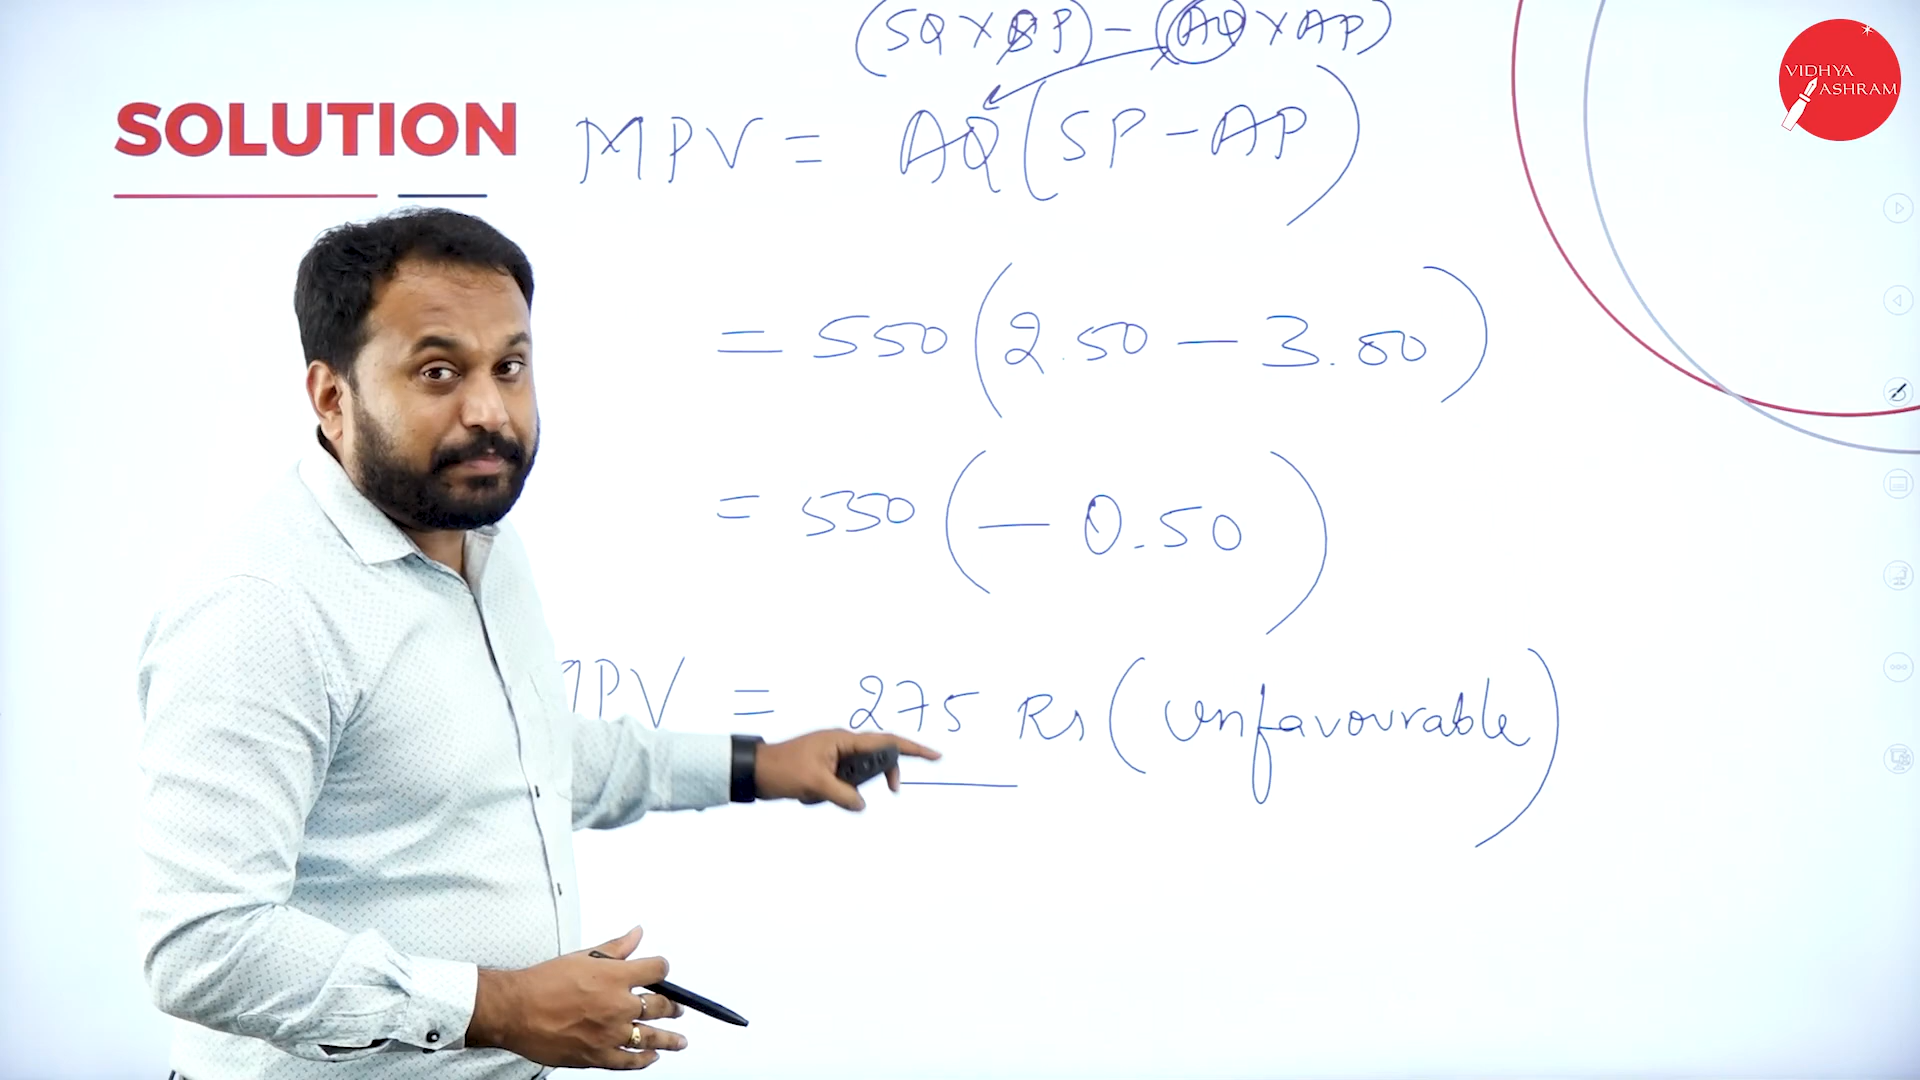 (SQ X SP) - (AQ X AP)
VIDHYA
ASHRAM
SOLUTION
MPV = AQ (SP - AP)
= 550 (2.50 - 3.00)
= 550 (- 0.50)
MPV = 275 Rs (unfavourable)